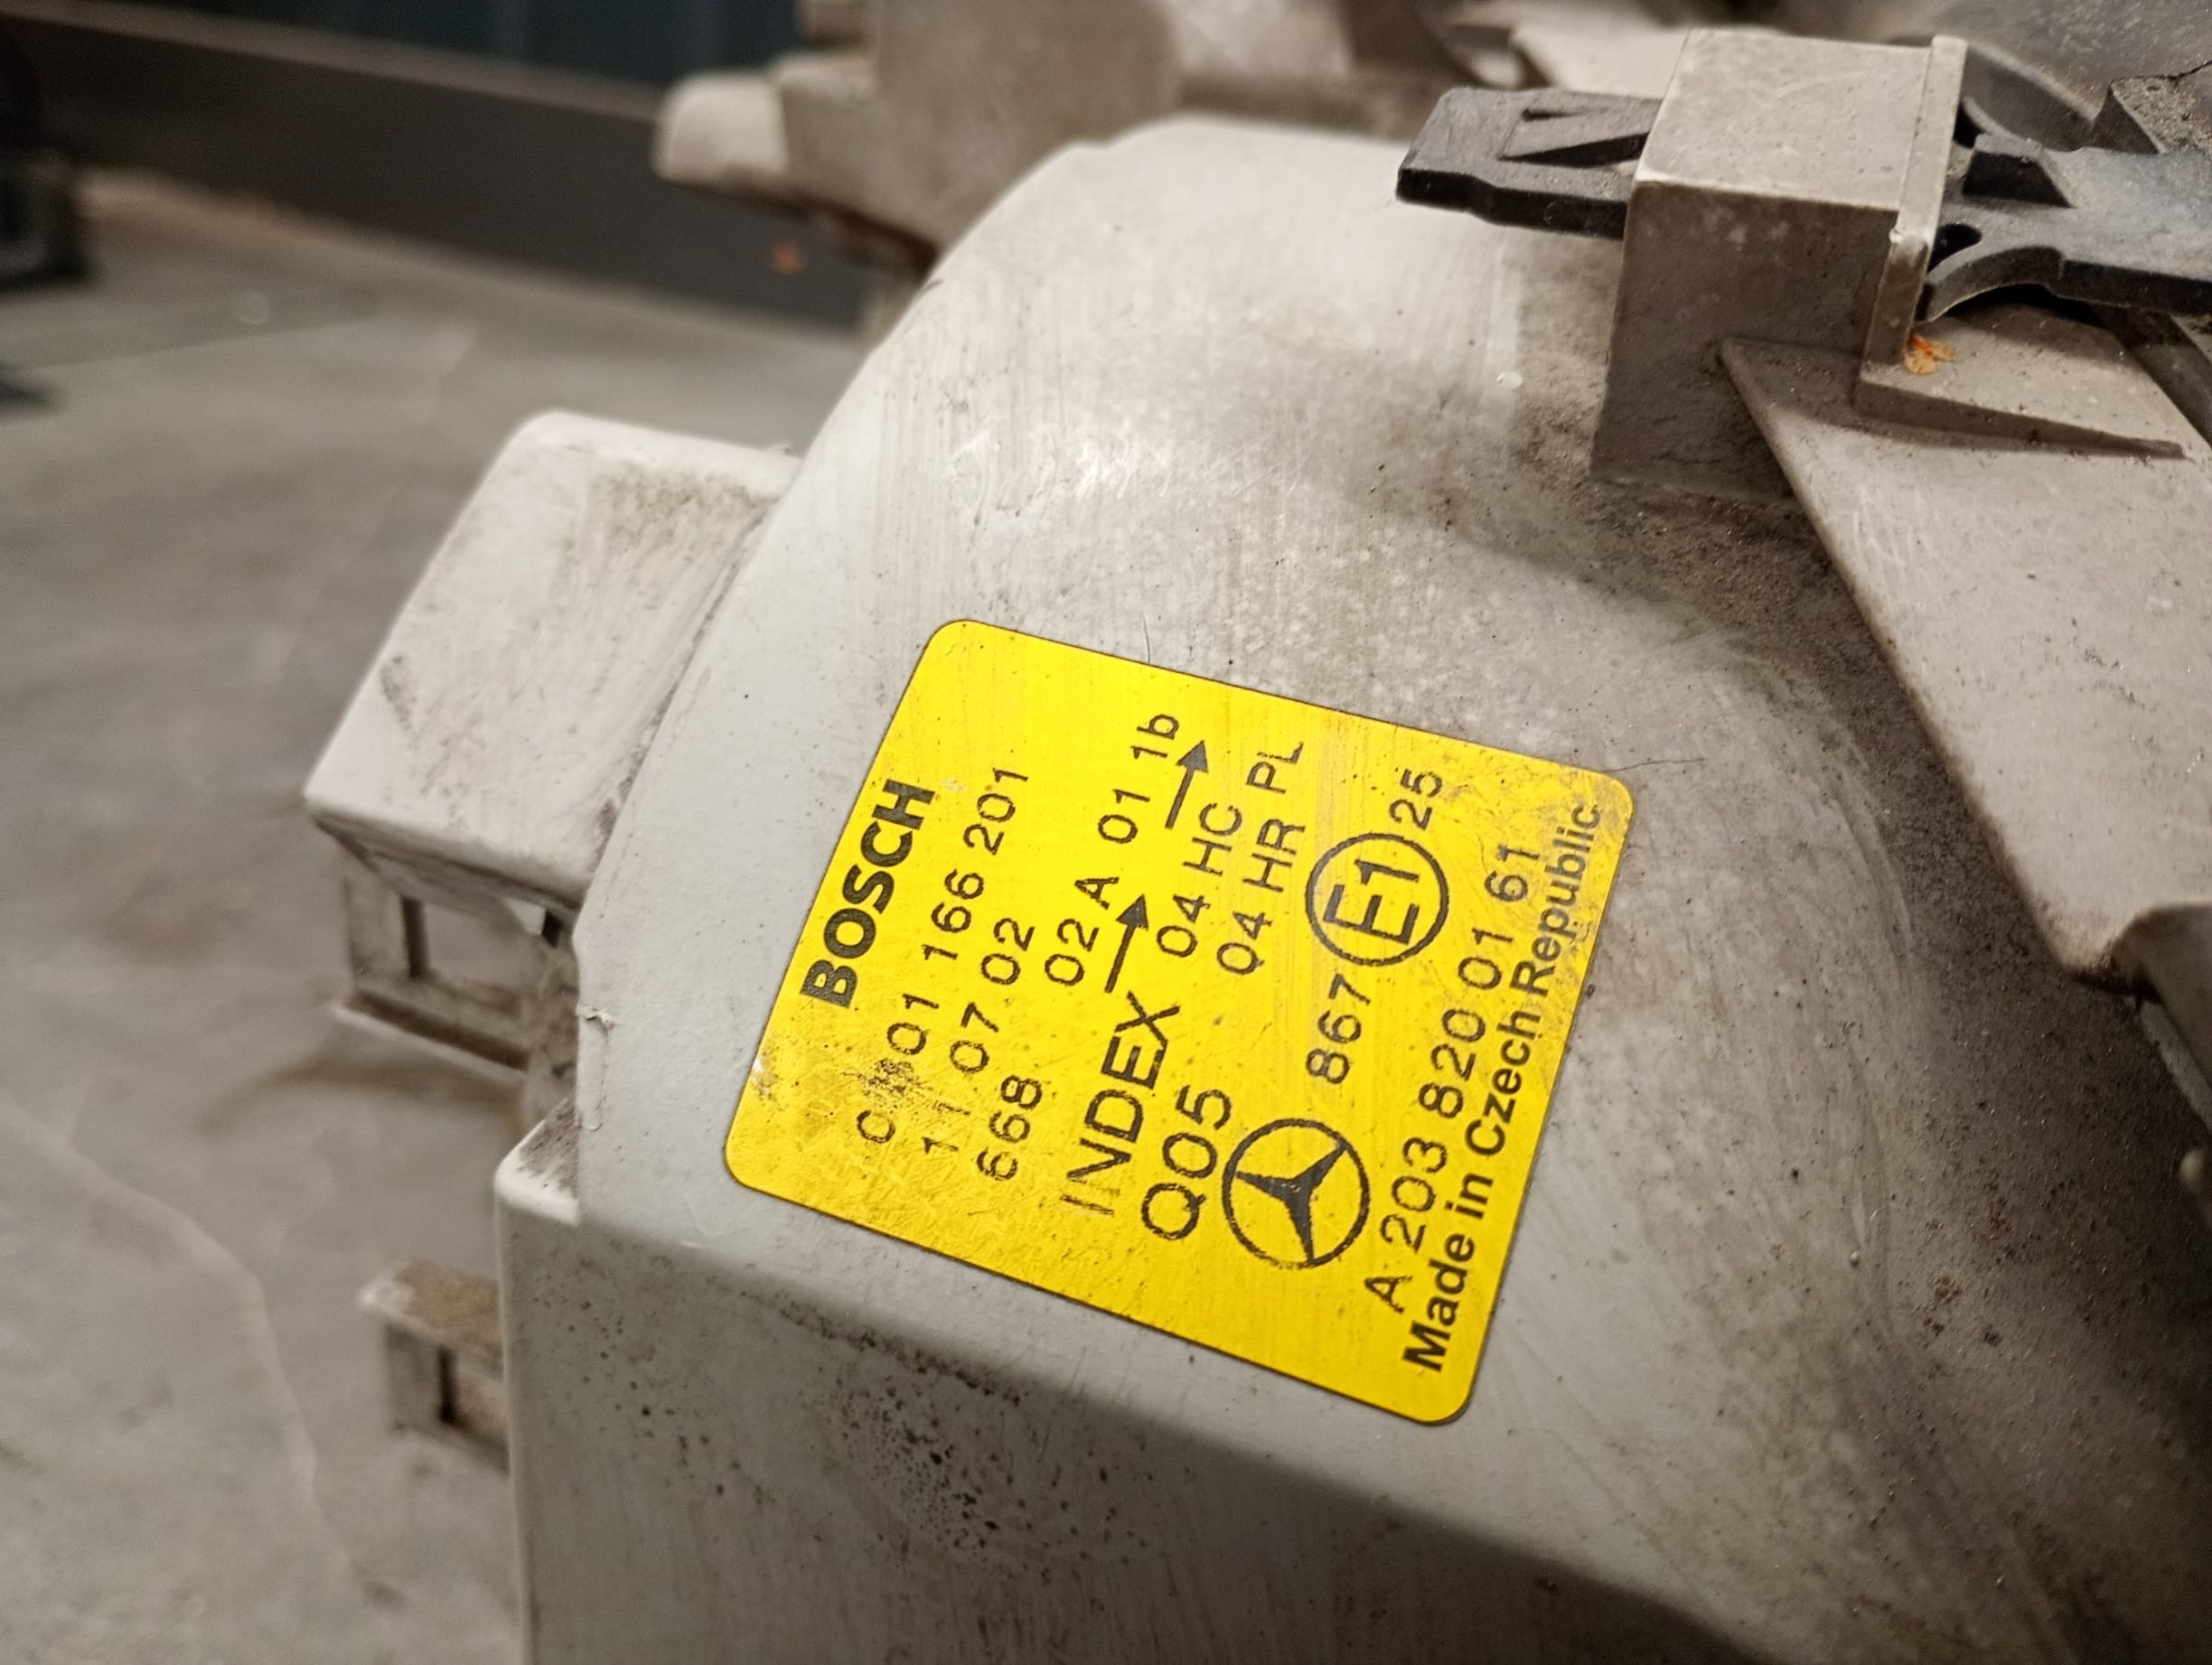 BOSCH
0 301 166 201
11 07 02
668
02 A 01 1b
INDEX → →
Q05 04 HC
04 HR PL
867 E1 25
A 203 820 01 61
Made in Czech Republic